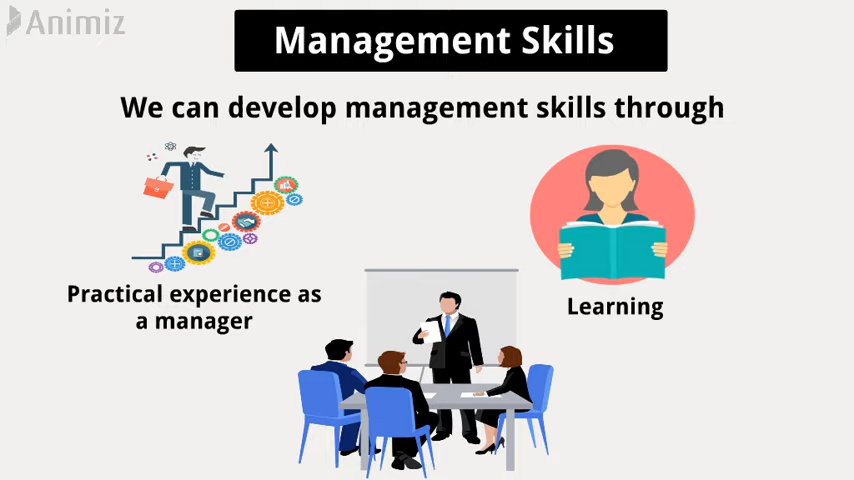 Animiz
Management Skills
We can develop management skills through
Practical experience as
a manager
Learning